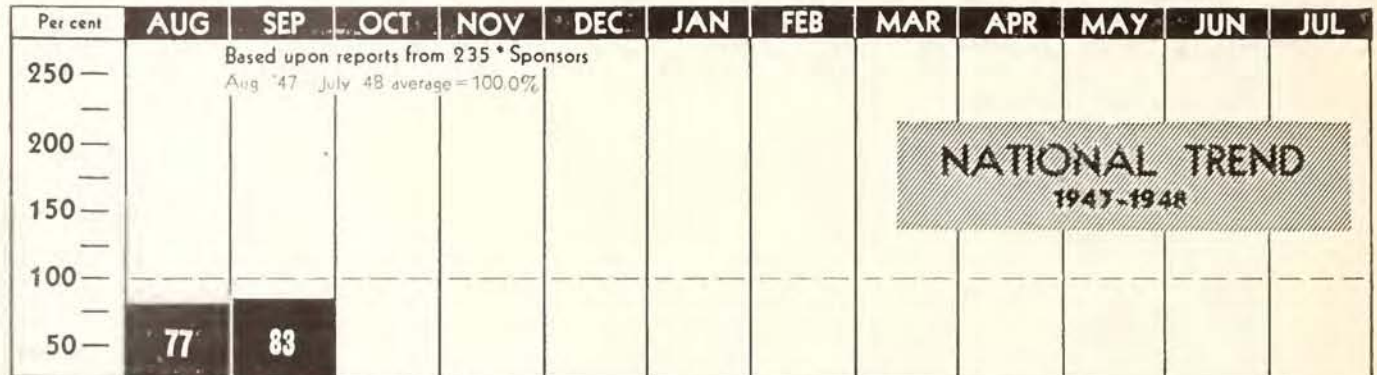 Per cent AUG SEP OCT NOV DEC JAN FEB MAR APR MAY JUN JUL
Based upon reports from 235 * Sponsors
250 —
Aug '47 July 48 average = 100.0%
200 —
NATIONAL TREND
1947-1948
150 —
100 —
50 — 77 83